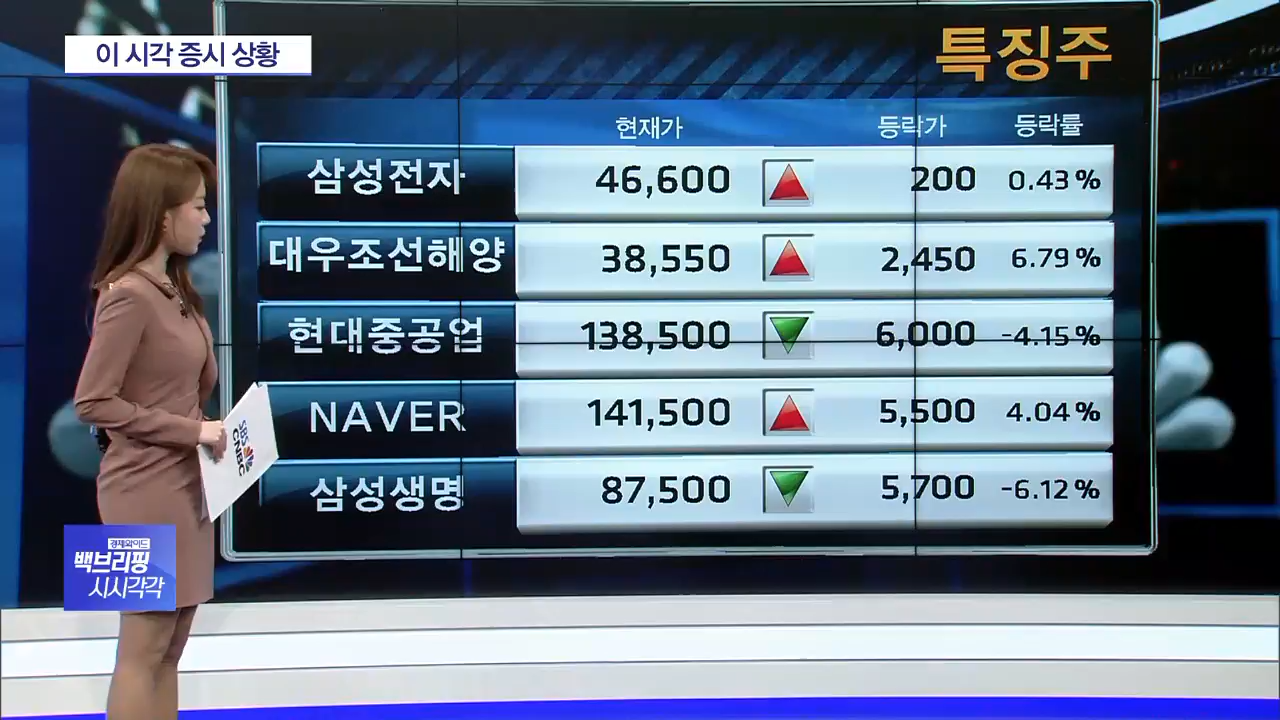 이 시각 증시 상황
특징주
현재가 등락가 등락률
삼성전자 46,600 200 0.43%
대우조선해양 38,550 2,450 6.79%
현대중공업 138,500 6,000 -4.15%
NAVER 141,500 5,500 4.04%
삼성생명 87,500 5,700 -6.12%
SBS
CNBC
경제와이드
백브리핑
시시각각